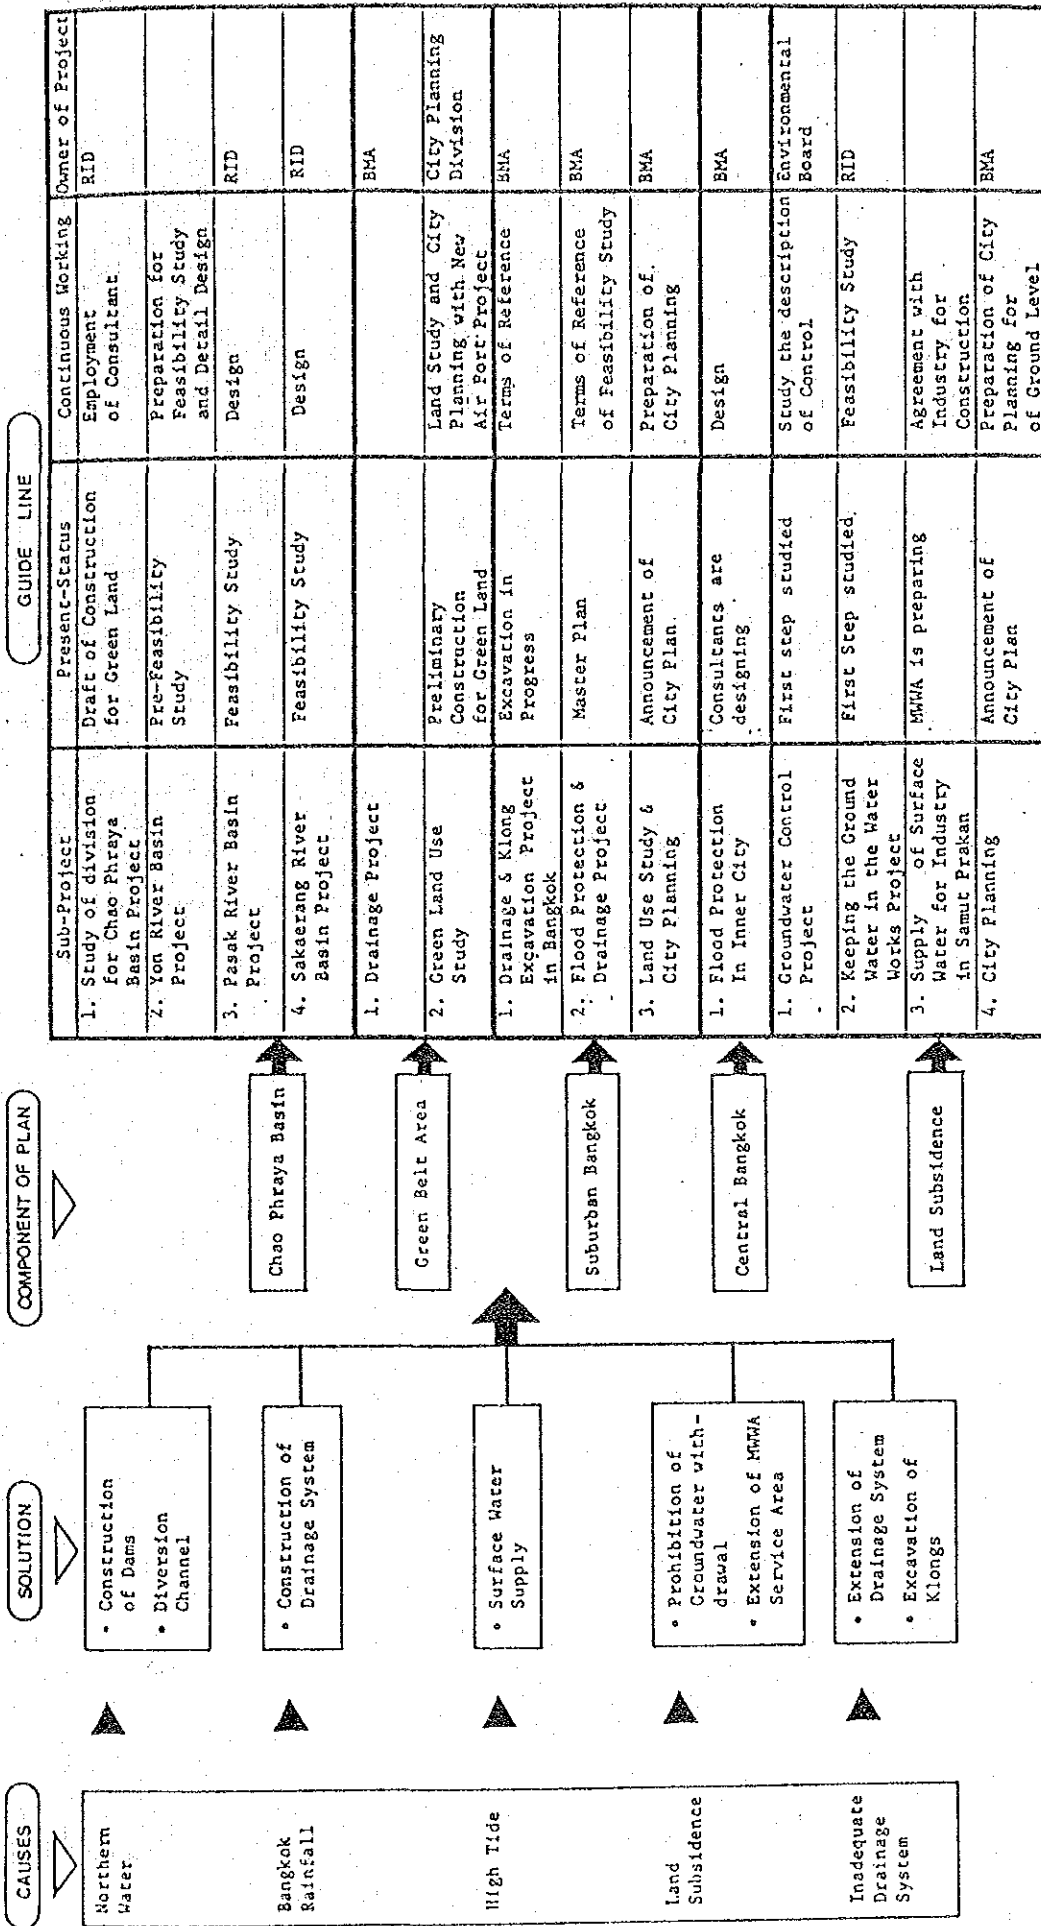 CAUSES
Northern
Water
Bangkok
Rainfall
High Tide
Land
Subsidence
Inadequate
Drainage
System
SOLUTION
• Construction
of Dams
• Diversion
Channel
• Construction of
Drainage System
• Surface Water
Supply
• Prohibition of
Groundwater with-
drawal
• Extension of MWWA
Service Area
• Extension of
Drainage System
• Excavation of
Klongs
COMPONENT OF PLAN
Chao Phraya Basin
Green Belt Area
Suburban Bangkok
Central Bangkok
Land Subsidence
GUIDE LINE
Sub-Project
Present-Status
Continuous Working
Owner of Project
1. Study of division
for Chao Phraya
Basin Project
Draft of Construction
for Green Land
Employment
of Consultant
RID
2. Yon River Basin
Project
Pre-Feasibility
Study
Preparation for
Feasibility Study
and Detail Design
3. Pasak River Basin
Project
Feasibility Study
Design
RID
4. Sakaerang River
Basin Project
Feasibility Study
Design
RID
1. Drainage Project
BMA
2. Green Land Use
Study
Preliminary
Construction
for Green Land
Land Study and City
Planning with New
Air Port Project
City Planning
Division
1. Drainage & Klong
Excavation Project
in Bangkok
Excavation in
Progress
Terms of Reference
BMA
2. Flood Protection &
Drainage Project
Master Plan
Terms of Reference
of Feasibility Study
BMA
3. Land Use Study &
City Planning
Announcement of
City Plan.
Preparation of
City Planning
BMA
1. Flood Protection
In Inner City
Consultants are
designing
Design
BMA
1. Groundwater Control
Project
First step studied
Study the description
of Control
Environmental
Board
2. Keeping the Ground
Water in the Water
Works Project
First Step studied
Feasibility Study
RID
3. Supply of Surface
Water for Industry
in Samut Prakan
MWWA is preparing
Agreement with
Industry for
Construction
4. City Planning
Announcement of
City Plan
Preparation of City
Planning for
of Ground Level
BMA